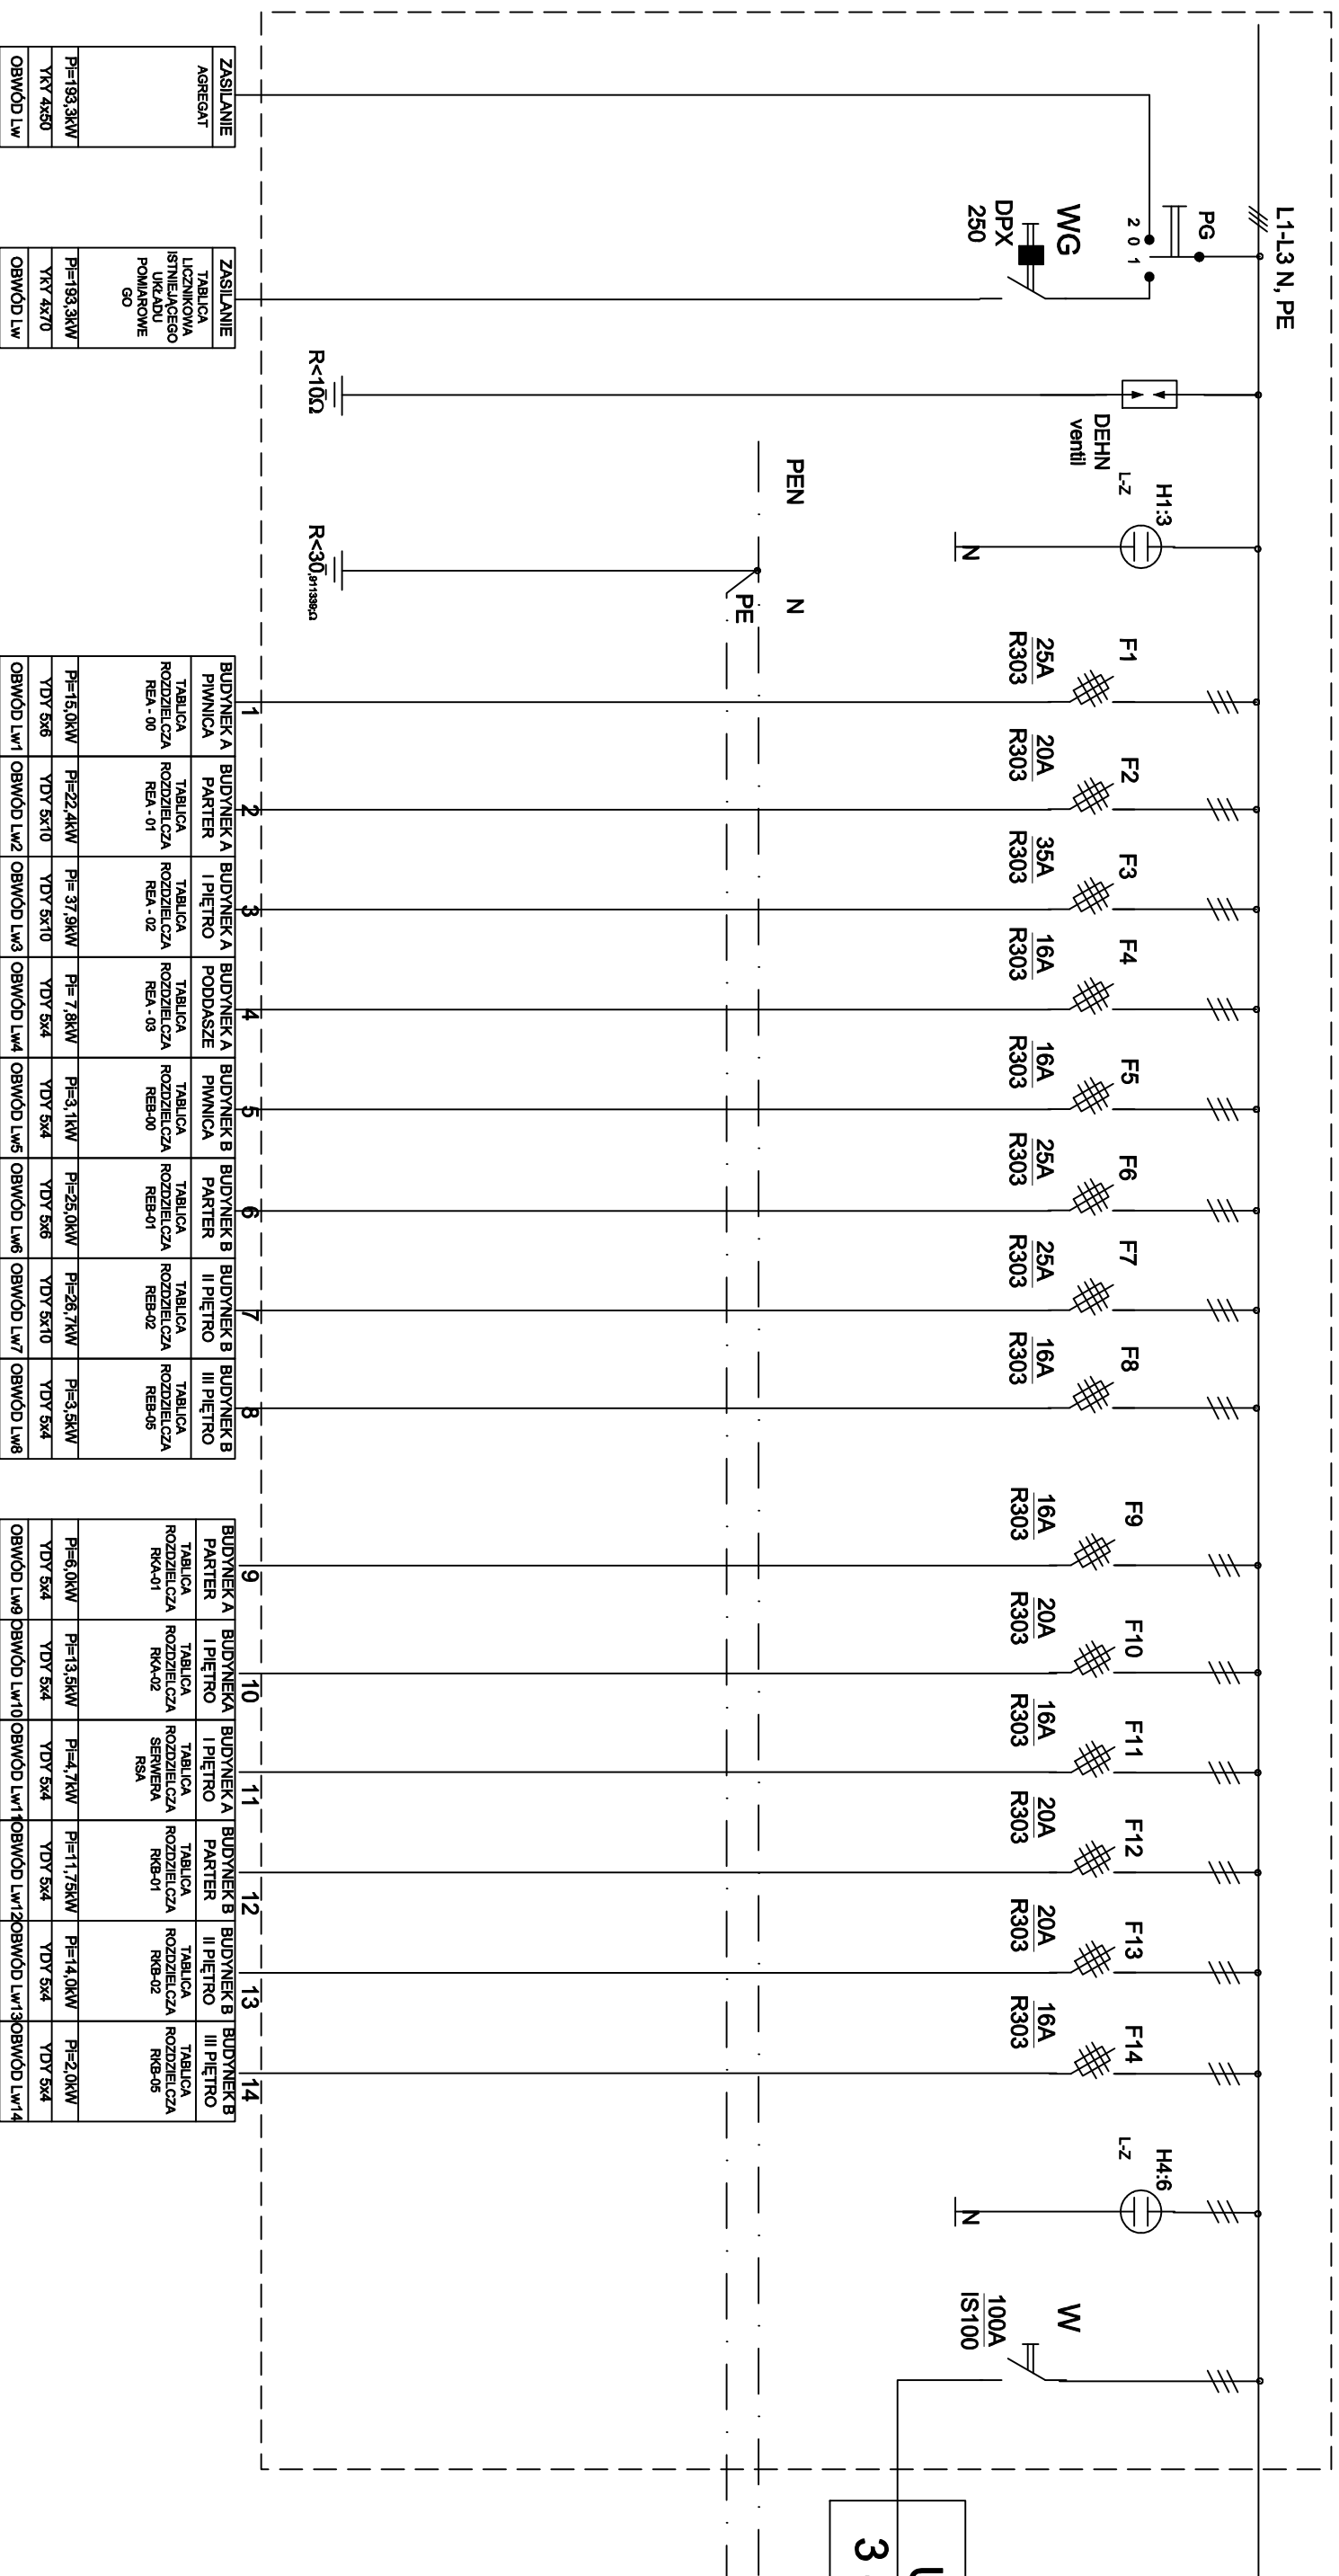 L1-L3 N, PE
PG
2 0 1
WG
DPX
250
DEHN
ventil
R<10Ω
H1:3
L-Z
N
PEN
N
PE
R<30,911339;Ω
F1
25A
R303
F2
20A
R303
F3
35A
R303
F4
16A
R303
F5
16A
R303
F6
25A
R303
F7
25A
R303
F8
16A
R303
F9
16A
R303
F10
20A
R303
F11
16A
R303
F12
20A
R303
F13
20A
R303
F14
16A
R303
H4:6
L-Z
N
W
100A
IS100
3
ZASILANIE
AGREGAT
Pi=193,3kW
YKY 4x50
OBWÓD Lw
ZASILANIE
TABLICA
LICZNIKOWA
ISTNIEJĄCEGO
UKŁADU
POMIAROWE
GO
Pi=193,3kW
YKY 4x70
OBWÓD Lw
1
BUDYNEK A
PIWNICA
TABLICA
ROZDZIELCZA
REA - 00
Pi=15,0kW
YDY 5x6
OBWÓD Lw1
2
BUDYNEK A
PARTER
TABLICA
ROZDZIELCZA
REA - 01
Pi=22,4kW
YDY 5x10
OBWÓD Lw2
3
BUDYNEK A
I PIĘTRO
TABLICA
ROZDZIELCZA
REA - 02
Pi= 37,9kW
YDY 5x10
OBWÓD Lw3
4
BUDYNEK A
PODDASZE
TABLICA
ROZDZIELCZA
REA - 03
Pi= 7,8kW
YDY 5x4
OBWÓD Lw4
5
BUDYNEK B
PIWNICA
TABLICA
ROZDZIELCZA
REB-00
Pi=3,1kW
YDY 5x4
OBWÓD Lw5
6
BUDYNEK B
PARTER
TABLICA
ROZDZIELCZA
REB-01
Pi=25,0kW
YDY 5x6
OBWÓD Lw6
7
BUDYNEK B
II PIĘTRO
TABLICA
ROZDZIELCZA
REB-02
Pi=26,7kW
YDY 5x10
OBWÓD Lw7
8
BUDYNEK B
III PIĘTRO
TABLICA
ROZDZIELCZA
REB-05
Pi=3,5kW
YDY 5x4
OBWÓD Lw8
9
BUDYNEK A
PARTER
TABLICA
ROZDZIELCZA
RKA-01
Pi=6,0kW
YDY 5x4
OBWÓD Lw9
10
BUDYNEKA
I PIĘTRO
TABLICA
ROZDZIELCZA
RKA-02
Pi=13,5kW
YDY 5x4
OBWÓD Lw10
11
BUDYNEK A
I PIĘTRO
TABLICA
ROZDZIELCZA
SERWERA
RSA
Pi=4,7kW
YDY 5x4
OBWÓD Lw11
12
BUDYNEK B
PARTER
TABLICA
ROZDZIELCZA
RKB-01
Pi=11,75kW
YDY 5x4
OBWÓD Lw12
13
BUDYNEK B
II PIĘTRO
TABLICA
ROZDZIELCZA
RKB-02
Pi=14,0kW
YDY 5x4
OBWÓD Lw13
14
BUDYNEK B
III PIĘTRO
TABLICA
ROZDZIELCZA
RKB-05
Pi=2,0kW
YDY 5x4
OBWÓD Lw14